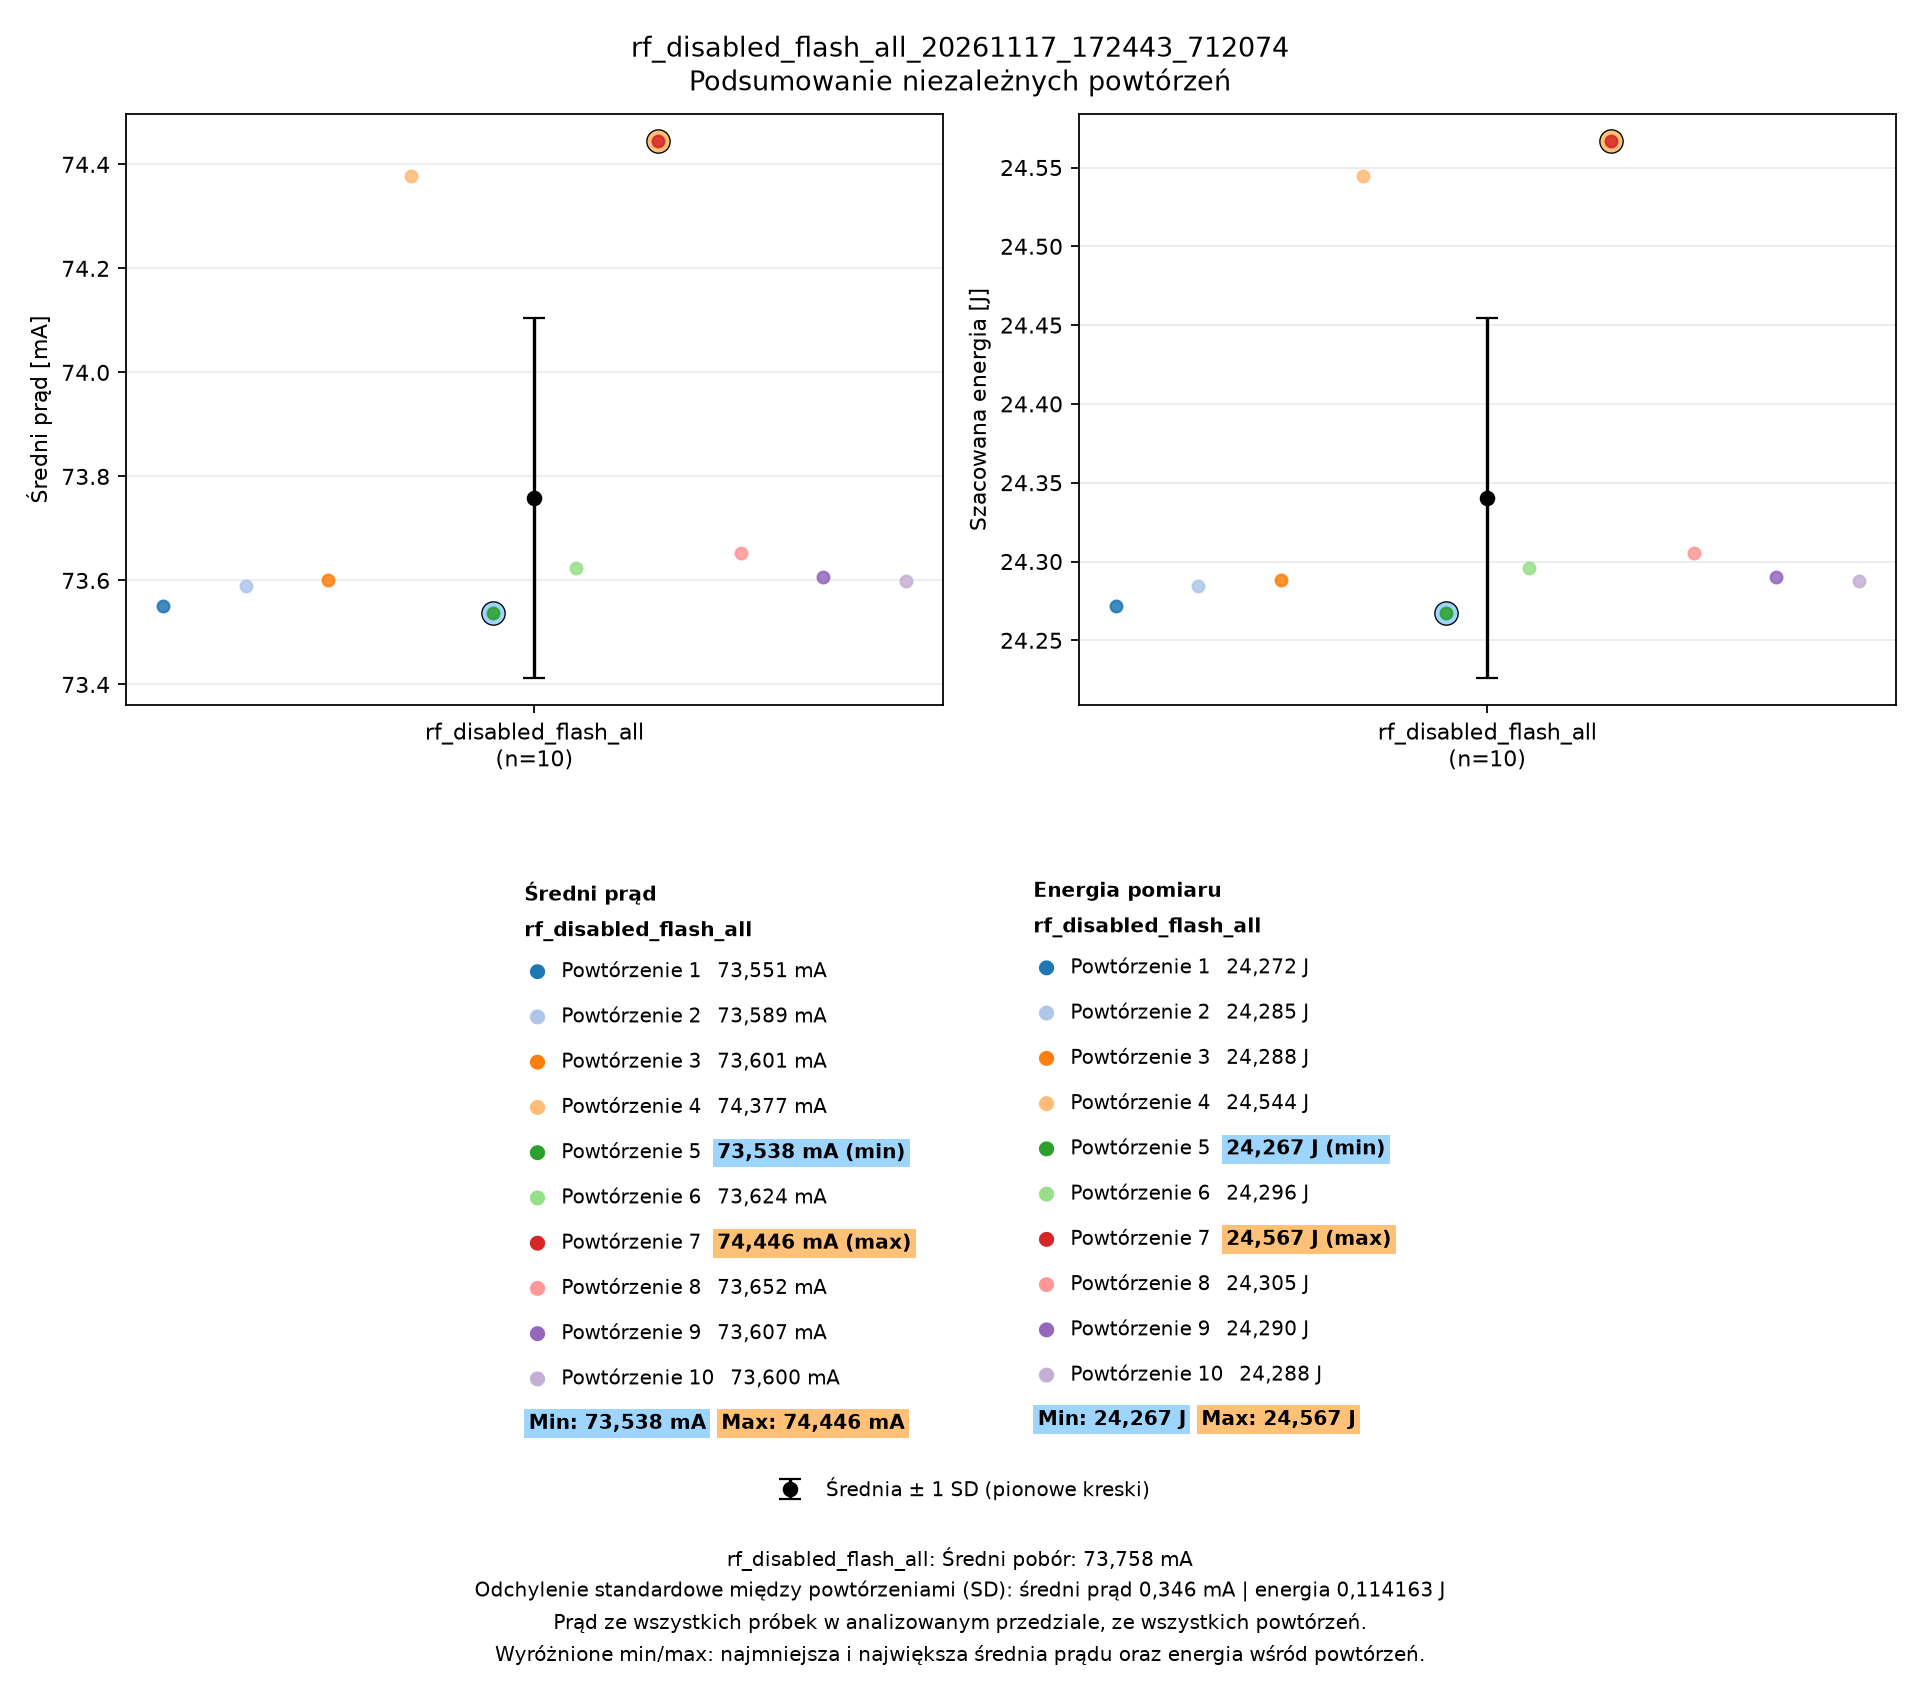 rf_disabled_flash_all_20261117_172443_712074
Podsumowanie niezależnych powtórzeń
Średni prąd [mA]
74.4
74.2
74.0
73.8
73.6
73.4
rf_disabled_flash_all
(n=10)
Szacowana energia [J]
24.55
24.50
24.45
24.40
24.35
24.30
24.25
rf_disabled_flash_all
(n=10)
Średni prąd
rf_disabled_flash_all
Powtórzenie 1 73,551 mA
Powtórzenie 2 73,589 mA
Powtórzenie 3 73,601 mA
Powtórzenie 4 74,377 mA
Powtórzenie 5 73,538 mA (min)
Powtórzenie 6 73,624 mA
Powtórzenie 7 74,446 mA (max)
Powtórzenie 8 73,652 mA
Powtórzenie 9 73,607 mA
Powtórzenie 10 73,600 mA
Min: 73,538 mA Max: 74,446 mA
Energia pomiaru
rf_disabled_flash_all
Powtórzenie 1 24,272 J
Powtórzenie 2 24,285 J
Powtórzenie 3 24,288 J
Powtórzenie 4 24,544 J
Powtórzenie 5 24,267 J (min)
Powtórzenie 6 24,296 J
Powtórzenie 7 24,567 J (max)
Powtórzenie 8 24,305 J
Powtórzenie 9 24,290 J
Powtórzenie 10 24,288 J
Min: 24,267 J Max: 24,567 J
Średnia ± 1 SD (pionowe kreski)
rf_disabled_flash_all: Średni pobór: 73,758 mA
Odchylenie standardowe między powtórzeniami (SD): średni prąd 0,346 mA | energia 0,114163 J
Prąd ze wszystkich próbek w analizowanym przedziale, ze wszystkich powtórzeń.
Wyróżnione min/max: najmniejsza i największa średnia prądu oraz energia wśród powtórzeń.